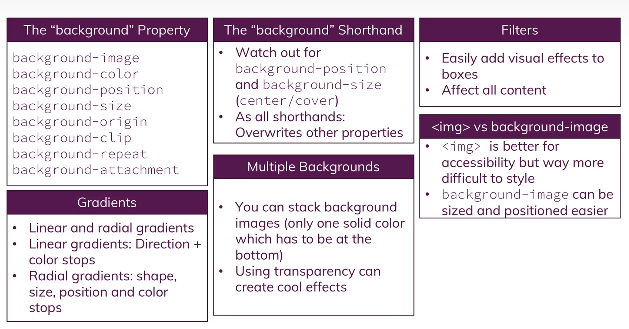 The “background” Property
background-image
background-color
background-position
background-size
background-origin
background-clip
background-repeat
background-attachment
Gradients
• Linear and radial gradients
• Linear gradients: Direction +
color stops
• Radial gradients: shape,
size, position and color
stops
The “background” Shorthand
• Watch out for
background-position
and background-size
(center/cover)
• As all shorthands:
Overwrites other properties
Multiple Backgrounds
• You can stack background
images (only one solid color
which has to be at the
bottom)
• Using transparency can
create cool effects
Filters
• Easily add visual effects to
boxes
• Affect all content
<img> vs background-image
• <img> is better for
accessibility but way more
difficult to style
• background-image can be
sized and positioned easier